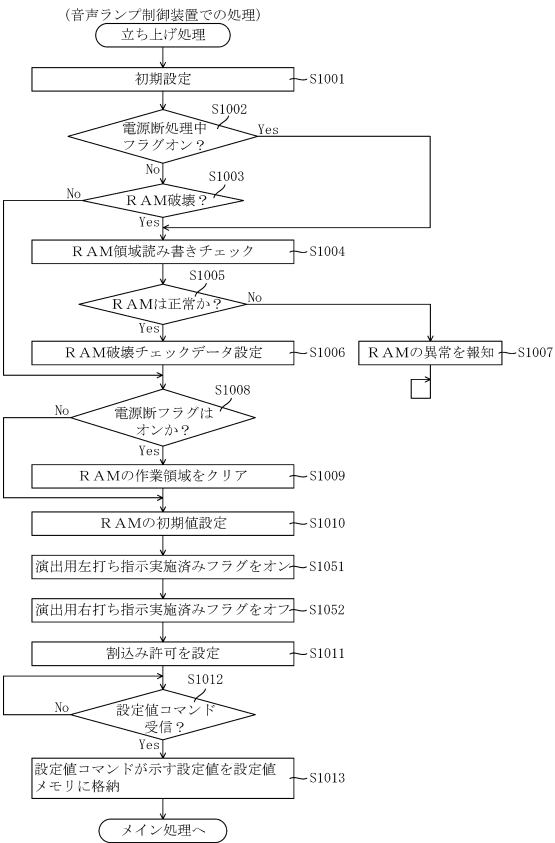 （音声ランプ制御装置での処理）
立ち上げ処理
初期設定
S1001
S1002
電源断処理中
フラグオン？
Yes
No
S1003
ＲＡＭ破壊？
No
Yes
ＲＡＭ領域読み書きチェック
S1004
S1005
ＲＡＭは正常か？
No
Yes
ＲＡＭ破壊チェックデータ設定
S1006
ＲＡＭの異常を報知
S1007
S1008
電源断フラグは
オンか？
No
Yes
ＲＡＭの作業領域をクリア
S1009
ＲＡＭの初期値設定
S1010
演出用左打ち指示実施済みフラグをオン
S1051
演出用右打ち指示実施済みフラグをオフ
S1052
割込み許可を設定
S1011
S1012
設定値コマンド
受信？
No
Yes
設定値コマンドが示す設定値を設定値
メモリに格納
S1013
メイン処理へ